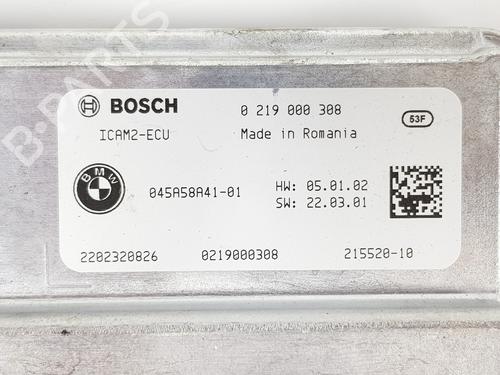 BOSCH 0 219 000 308
ICAM2-ECU Made in Romania 53F
BMW 045A58A41-01 HW: 05.01.02
SW: 22.03.01
2202320826 0219000308 215520-10
B-PARTS